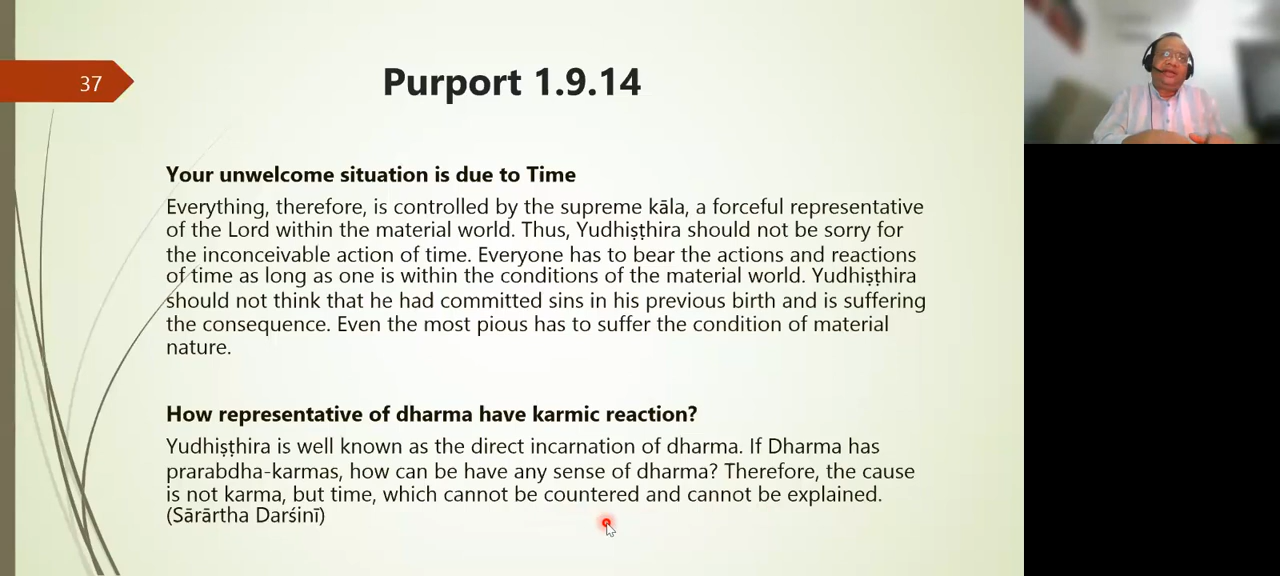 37
Purport 1.9.14
Your unwelcome situation is due to Time
Everything, therefore, is controlled by the supreme kāla, a forceful representative
of the Lord within the material world. Thus, Yudhiṣṭhira should not be sorry for
the inconceivable action of time. Everyone has to bear the actions and reactions
of time as long as one is within the conditions of the material world. Yudhiṣṭhira
should not think that he had committed sins in his previous birth and is suffering
the consequence. Even the most pious has to suffer the condition of material
nature.
How representative of dharma have karmic reaction?
Yudhiṣṭhira is well known as the direct incarnation of dharma. If Dharma has
prarabdha-karmas, how can be have any sense of dharma? Therefore, the cause
is not karma, but time, which cannot be countered and cannot be explained.
(Sārārtha Darśinī)